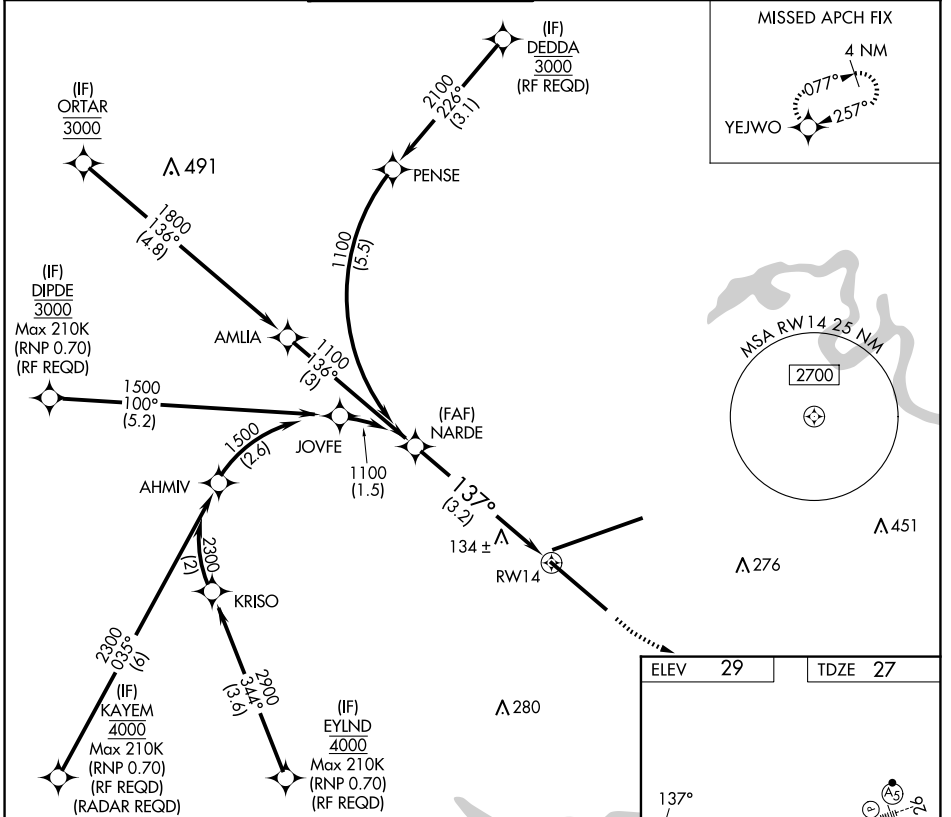 MISSED APCH FIX
4 NM
077°
257°
YEJWO
(IF)
DEDDA
3000
(RF REQD)
2100
226°
(3.1)
PENSE
1100
(5.5)
(IF)
ORTAR
3000
491
1800
136°
(4.8)
AMLIA
1100
136°
(3)
(IF)
DIPDE
3000
Max 210K
(RNP 0.70)
(RF REQD)
1500
100°
(5.2)
JOVFE
1100
(1.5)
(FAF)
NARDE
MSA RW14 25 NM
2700
1500
(2.6)
AHMIV
137°
(3.2)
134 ±
RW14
451
276
2300
(2)
KRISO
2300
035°
(6)
(IF)
KAYEM
4000
Max 210K
(RNP 0.70)
(RF REQD)
(RADAR REQD)
2900
344°
(3.6)
(IF)
EYLND
4000
Max 210K
(RNP 0.70)
(RF REQD)
280
ELEV 29
TDZE 27
137°
A5
P
26